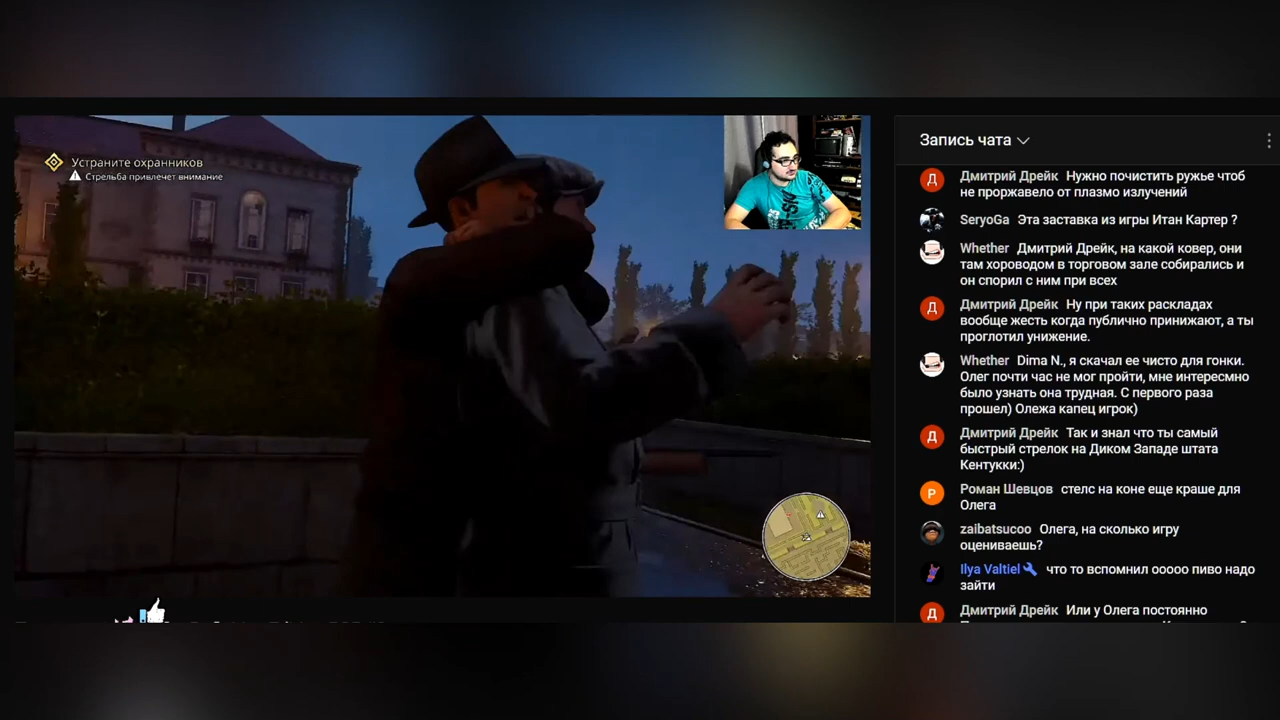 Устраните охранников
Стрельба привлечет внимание
Запись чата
Дмитрий Дрейк Нужно почистить ружье чтоб
не проржавело от плазмо излучений
SeryoGa Эта заставка из игры Итан Картер ?
Whether Дмитрий Дрейк, на какой ковер, они
там хороводом в торговом зале собирались и
он спорил с ним при всех
Дмитрий Дрейк Ну при таких раскладах
вообще жесть когда публично принижают, а ты
проглотил унижение.
Whether Dima N., я скачал ее чисто для гонки.
Олег почти час не мог пройти, мне интересмно
было узнать она трудная. С первого раза
прошел) Олежа капец игрок)
Дмитрий Дрейк Так и знал что ты самый
быстрый стрелок на Диком Западе штата
Кентукки:)
Роман Шевцов стелс на коне еще краше для
Олега
zaibatsucoo Олега, на сколько игру
оцениваешь?
Ilya Valtiel что то вспомнил ооооо пиво надо
зайти
Дмитрий Дрейк Или у Олега постоянно